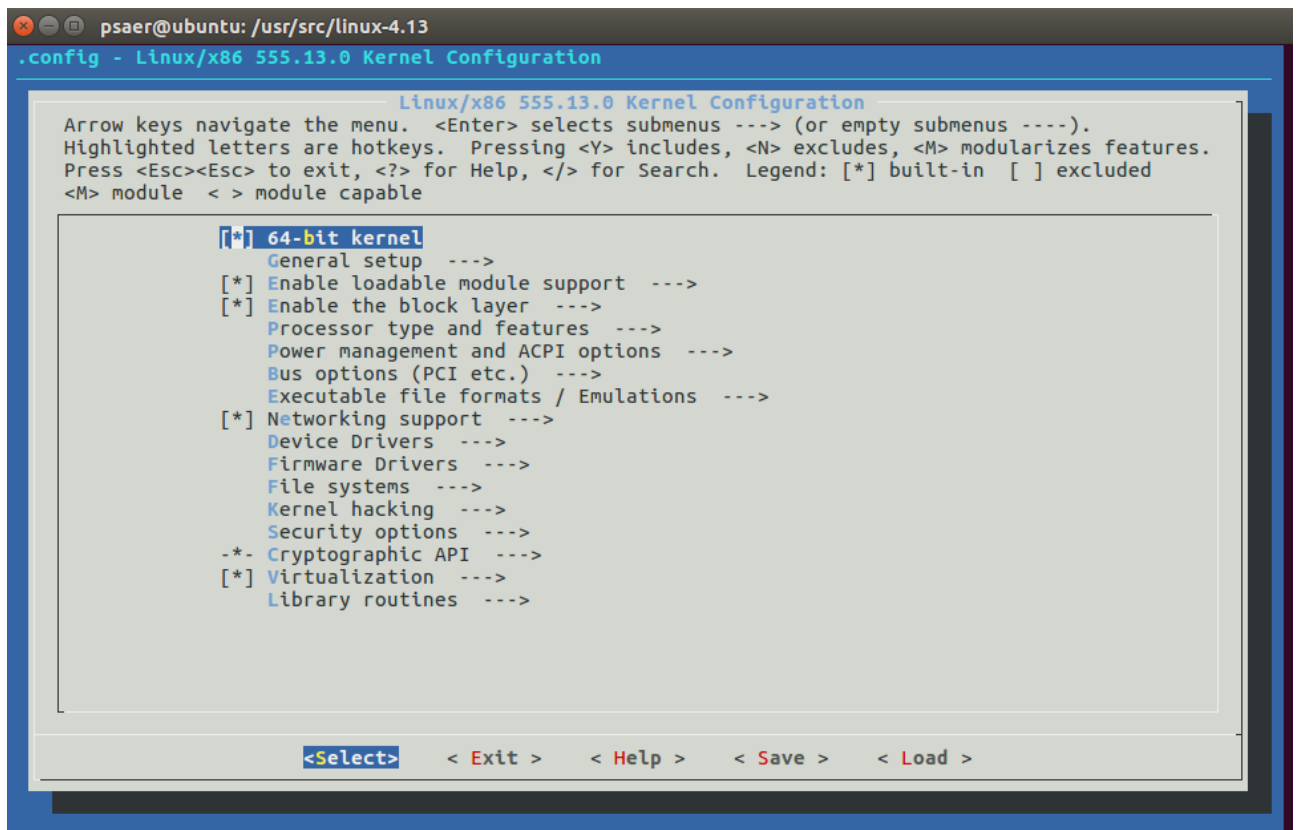 psaer@ubuntu: /usr/src/linux-4.13
.config - Linux/x86 555.13.0 Kernel Configuration
Linux/x86 555.13.0 Kernel Configuration
Arrow keys navigate the menu.  <Enter> selects submenus ---> (or empty submenus ----).
Highlighted letters are hotkeys.  Pressing <Y> includes, <N> excludes, <M> modularizes features.
Press <Esc><Esc> to exit, <?> for Help, </> for Search.  Legend: [*] built-in  [ ] excluded
<M> module  < > module capable
[*] 64-bit kernel
General setup  --->
[*] Enable loadable module support  --->
[*] Enable the block layer  --->
Processor type and features  --->
Power management and ACPI options  --->
Bus options (PCI etc.)  --->
Executable file formats / Emulations  --->
[*] Networking support  --->
Device Drivers  --->
Firmware Drivers  --->
File systems  --->
Kernel hacking  --->
Security options  --->
-*- Cryptographic API  --->
[*] Virtualization  --->
Library routines  --->
<Select>    < Exit >    < Help >    < Save >    < Load >